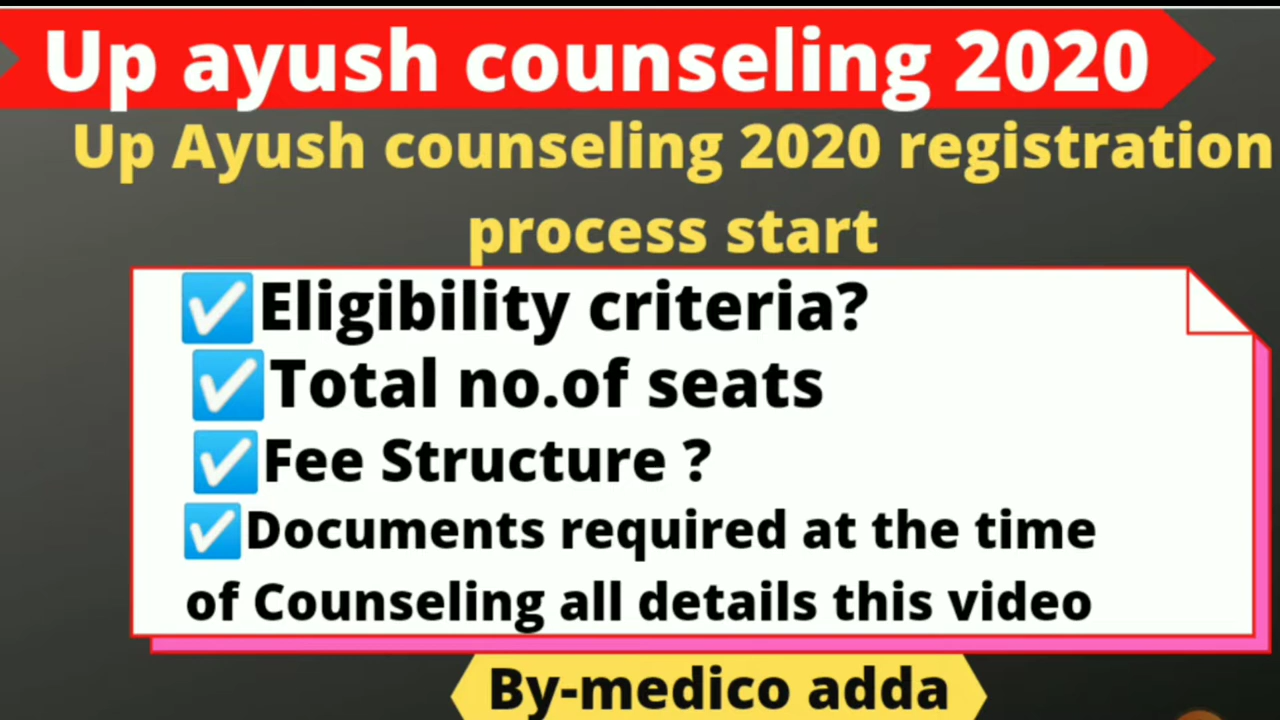 Up ayush counseling 2020
Up Ayush counseling 2020 registration
process start
✅Eligibility criteria?
✅Total no.of seats
✅Fee Structure ?
✅Documents required at the time
of Counseling all details this video
By-medico adda